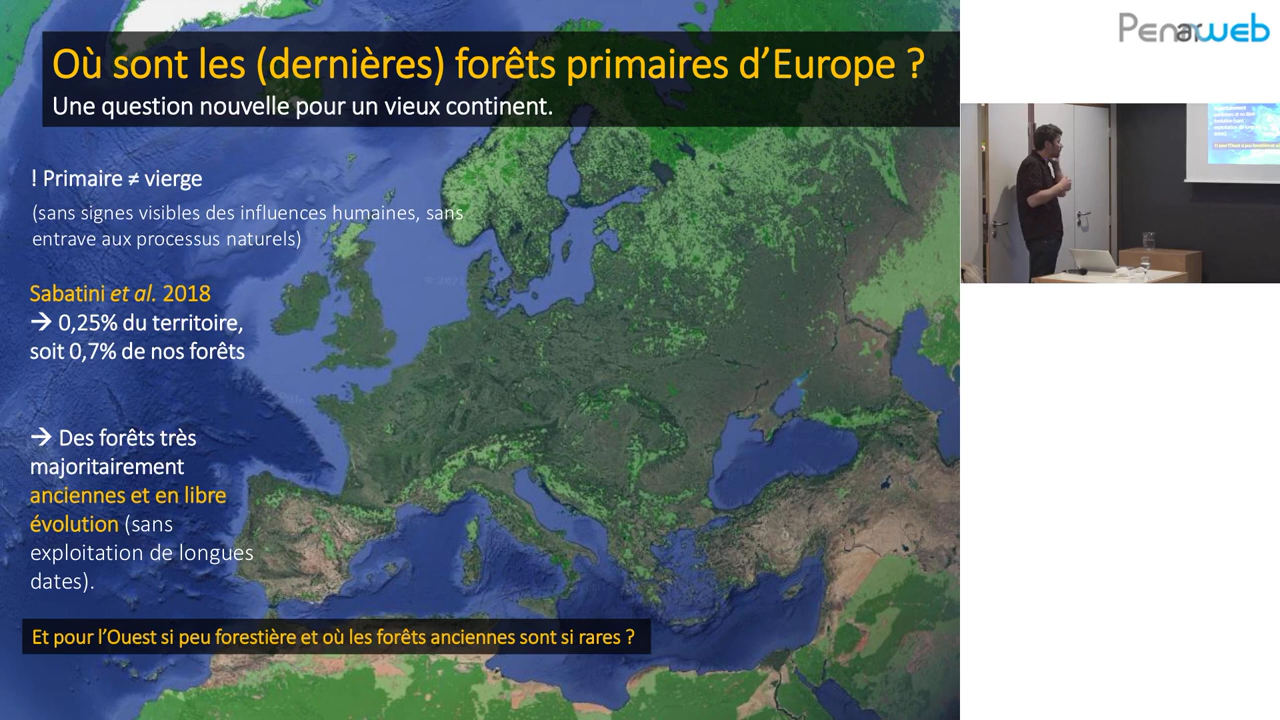 Penarweb
Où sont les (dernières) forêts primaires d'Europe ?
Une question nouvelle pour un vieux continent.
! Primaire ≠ vierge
(sans signes visibles des influences humaines, sans
entrave aux processus naturels)
Sabatini et al. 2018
→ 0,25% du territoire,
soit 0,7% de nos forêts
→ Des forêts très
majoritairement
anciennes et en libre
évolution (sans
exploitation de longues
dates).
Et pour l'Ouest si peu forestière et où les forêts anciennes sont si rares ?